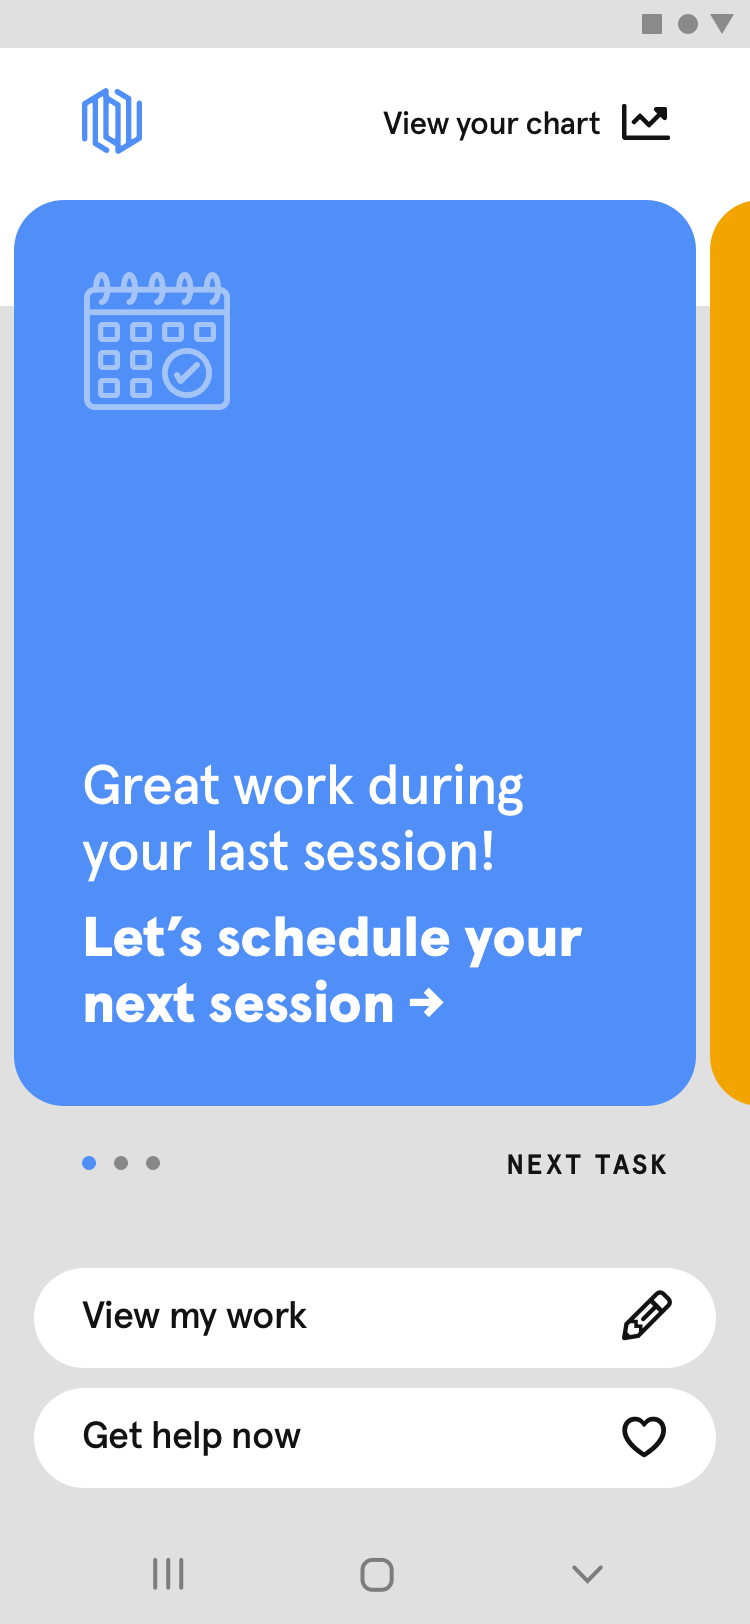 View your chart
Great work during
your last session!
Let’s schedule your
next session →
NEXT TASK
View my work
Get help now